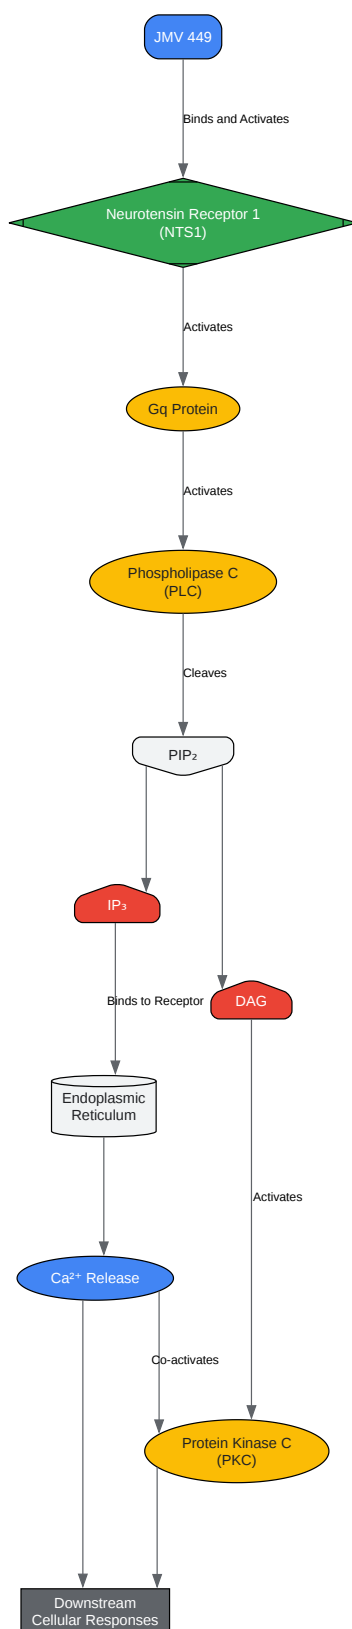 JMV 449
Binds and Activates
Neurotensin Receptor 1
(NTS1)
Activates
Gq Protein
Activates
Phospholipase C
(PLC)
Cleaves
PIP₂
IP₃
Binds to Receptor
DAG
Endoplasmic
Reticulum
Activates
Ca²⁺ Release
Co-activates
Protein Kinase C
(PKC)
Downstream
Cellular Responses